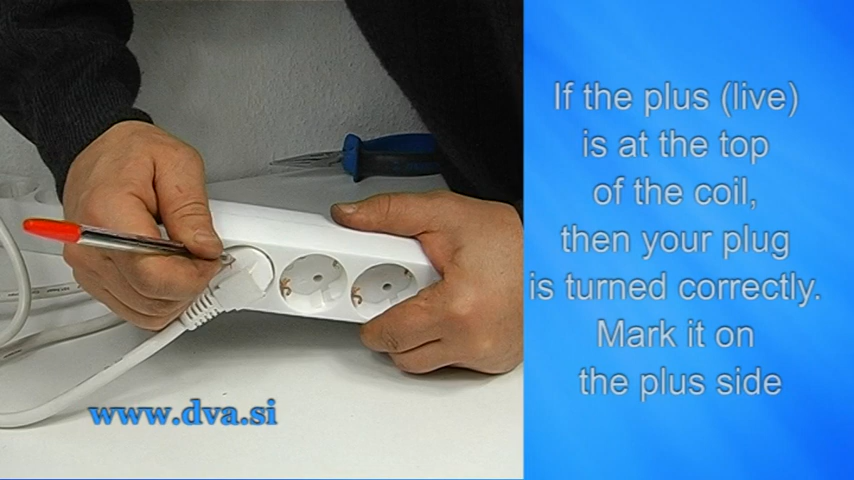 If the plus (live)
is at the top
of the coil,
then your plug
is turned correctly.
Mark it on
the plus side
www.dva.si